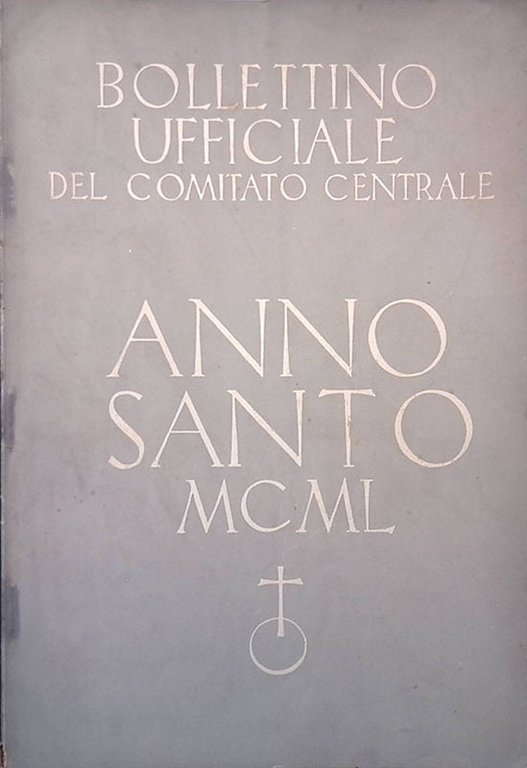 BOLLETTINO
UFFICIALE
DEL COMITATO CENTRALE
ANNO
SANTO
MCML